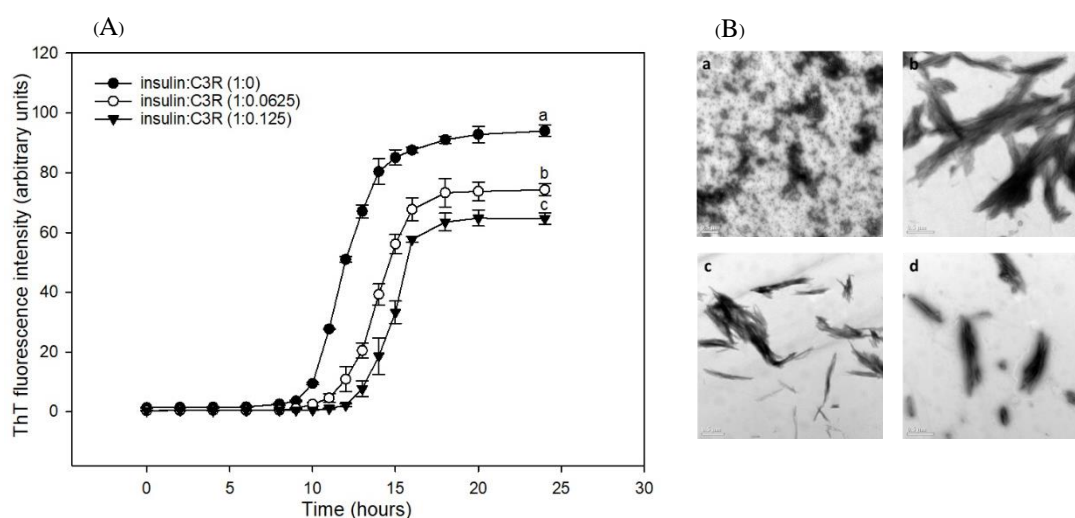 (A)
120
100
80
60
40
20
0
ThT fluorescence intensity (arbitrary units)
insulin:C3R (1:0)
insulin:C3R (1:0.0625)
insulin:C3R (1:0.125)
a
b
c
0 5 10 15 20 25 30
Time (hours)
(B)
a
b
c
d